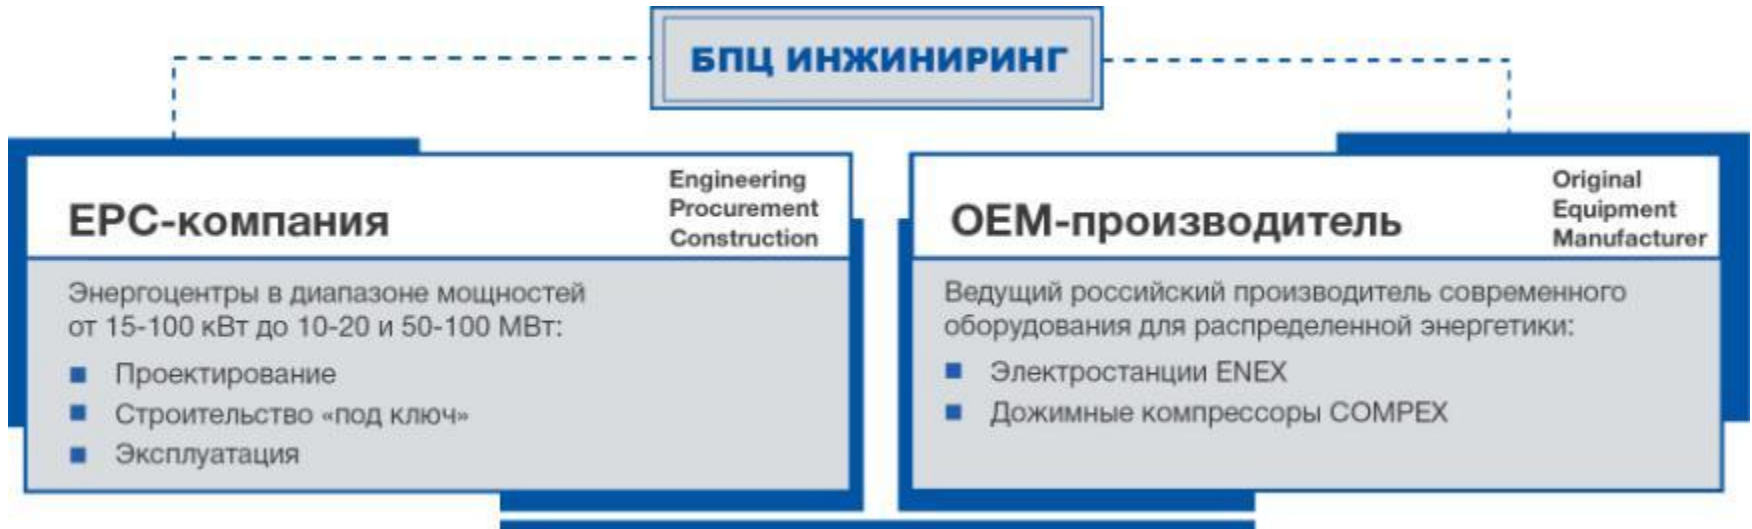 БПЦ ИНЖИНИРИНГ
EPC-компания
Engineering
Procurement
Construction
Энергоцентры в диапазоне мощностей
от 15-100 кВт до 10-20 и 50-100 МВт:
Проектирование
Строительство «под ключ»
Эксплуатация
OEM-производитель
Original
Equipment
Manufacturer
Ведущий российский производитель современного
оборудования для распределенной энергетики:
Электростанции ENEX
Дожимные компрессоры COMPEX